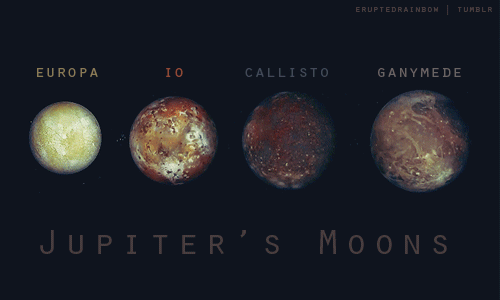 ERUPTEDRAINBOW | TUMBLR
EUROPA IO CALLISTO GANYMEDE
JUPITER'S MOONS